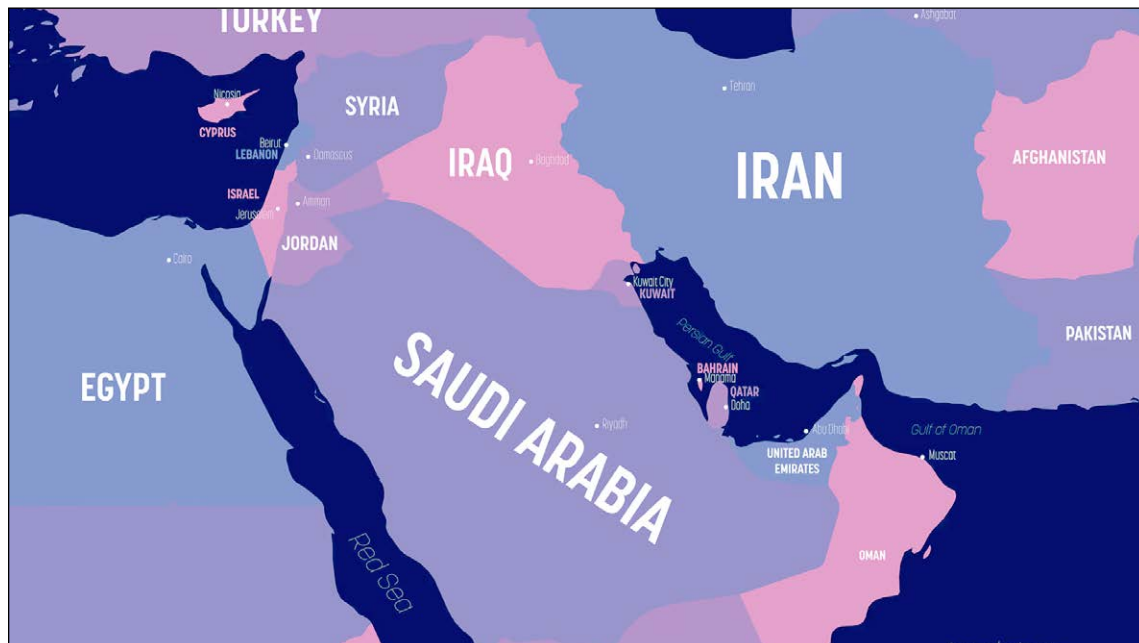 TURKEY
Ashgabat
Tehran
Nicosia
CYPRUS
SYRIA
Beirut
LEBANON
Damascus
IRAQ
Baghdad
IRAN
AFGHANISTAN
ISRAEL
Jerusalem
Amman
JORDAN
Cairo
Kuwait City
KUWAIT
PAKISTAN
Persian Gulf
EGYPT
SAUDI ARABIA
BAHRAIN
Manama
QATAR
Doha
Riyadh
Abu Dhabi
Gulf of Oman
UNITED ARAB
EMIRATES
Muscat
OMAN
Red Sea